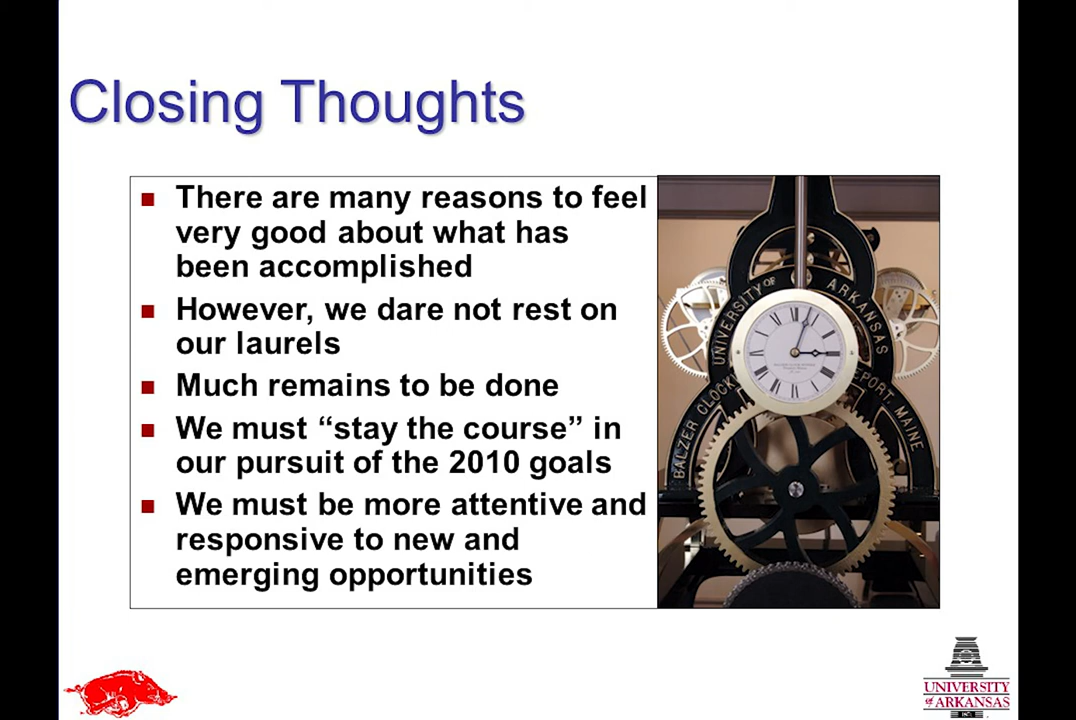 Closing Thoughts
There are many reasons to feel
very good about what has
been accomplished
However, we dare not rest on
our laurels
Much remains to be done
We must “stay the course” in
our pursuit of the 2010 goals
We must be more attentive and
responsive to new and
emerging opportunities
UNIVERSITY OF ARKANSAS
BALZER CLOCK
EPORT, MAINE
UNIVERSITY
of ARKANSAS